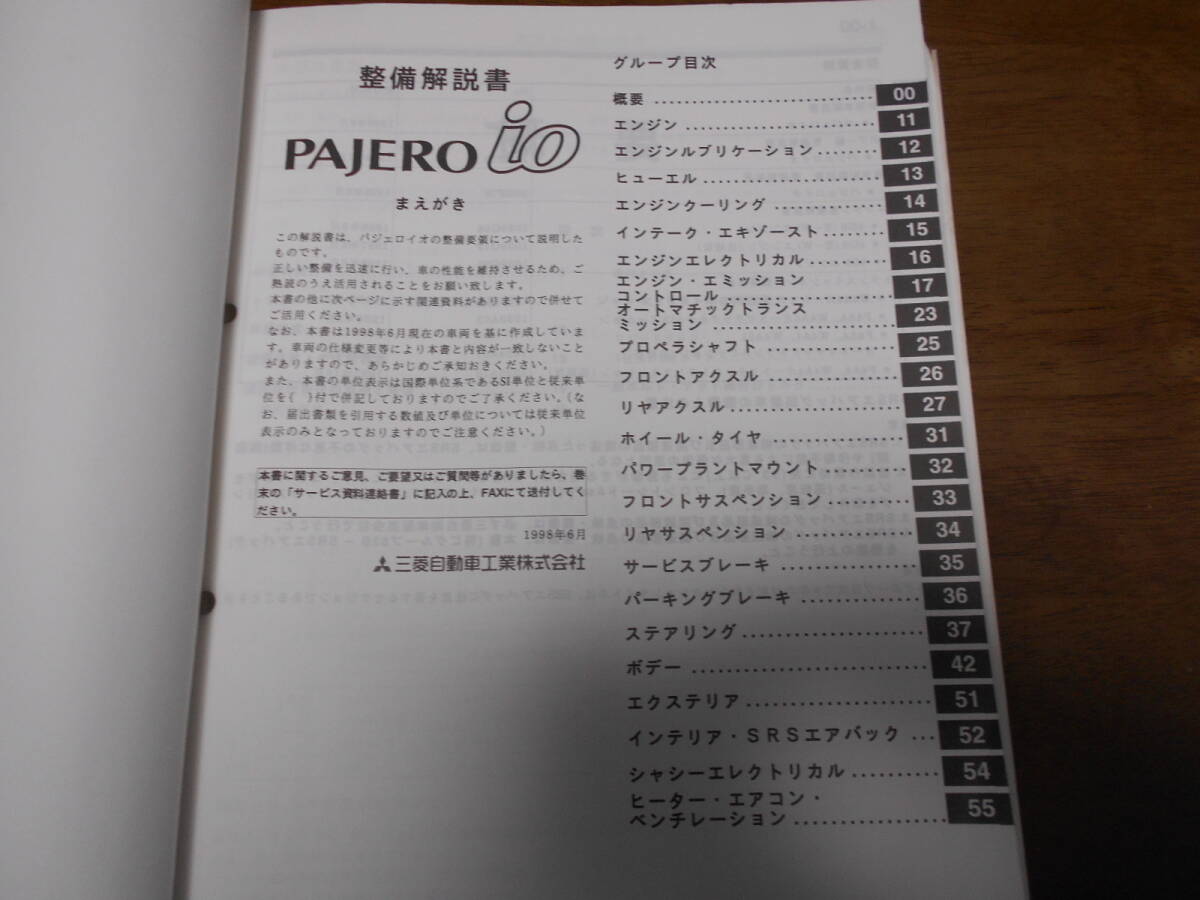 整備解説書
PAJERO io
まえがき
この解説書は、パジェロイオの整備要領について説明した
ものです。
正しい整備を迅速に行い、車の性能を維持させるため、ご
熟読のうえ活用されることをお願い致します。
本書の他に次ページに示す関連資料がありますので併せて
ご活用ください。
なお、本書は1998年6月現在の車両を基に作成していま
す。車両の仕様変更等により本書と内容が一致しないこと
がありますので、あらかじめご承知おきください。
また、本書の単位表示は国際単位系であるSI単位と従来単
位を{ }付で併記しておりますのでご了承ください。(な
お、届出書類を引用する数値及び単位については従来単位
表示のみとなっておりますのでご注意ください。)
本書に関するご意見、ご要望又はご質問等がありましたら、巻
末の「サービス資料連絡書」に記入の上、FAXにて送付してく
ださい。
1998年6月
三菱自動車工業株式会社
グループ目次
概要 ............................ 00
エンジン ......................... 11
エンジンルブリケーション........ 12
ヒューエル ....................... 13
エンジンクーリング .............. 14
インテーク・エキゾースト........ 15
エンジンエレクトリカル .......... 16
エンジン・エミッション
コントロール ..................... 17
オートマチックトランス
ミッション ....................... 23
プロペラシャフト ................. 25
フロントアクスル ................. 26
リヤアクスル ..................... 27
ホイール・タイヤ ................. 31
パワープラントマウント .......... 32
フロントサスペンション .......... 33
リヤサスペンション .............. 34
サービスブレーキ ................ 35
パーキングブレーキ .............. 36
ステアリング ..................... 37
ボデー ........................... 42
エクステリア ..................... 51
インテリア・SRSエアバック ... 52
シャシーエレクトリカル .......... 54
ヒーター・エアコン・
ベンチレーション ................. 55